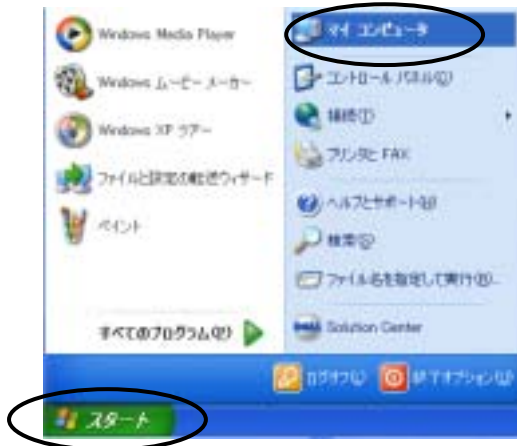 Windows Media Player
Windows ムービー メーカー
Windows XP ツアー
ファイルと設定の転送ウィザード
ペイント
すべてのプログラム(P)
マイ コンピュータ
コントロール パネル(C)
接続(T)
プリンタと FAX
ヘルプとサポート(H)
検索(S)
ファイル名を指定して実行(R)...
Solution Center
ログオフ(L)
終了オプション(U)
スタート